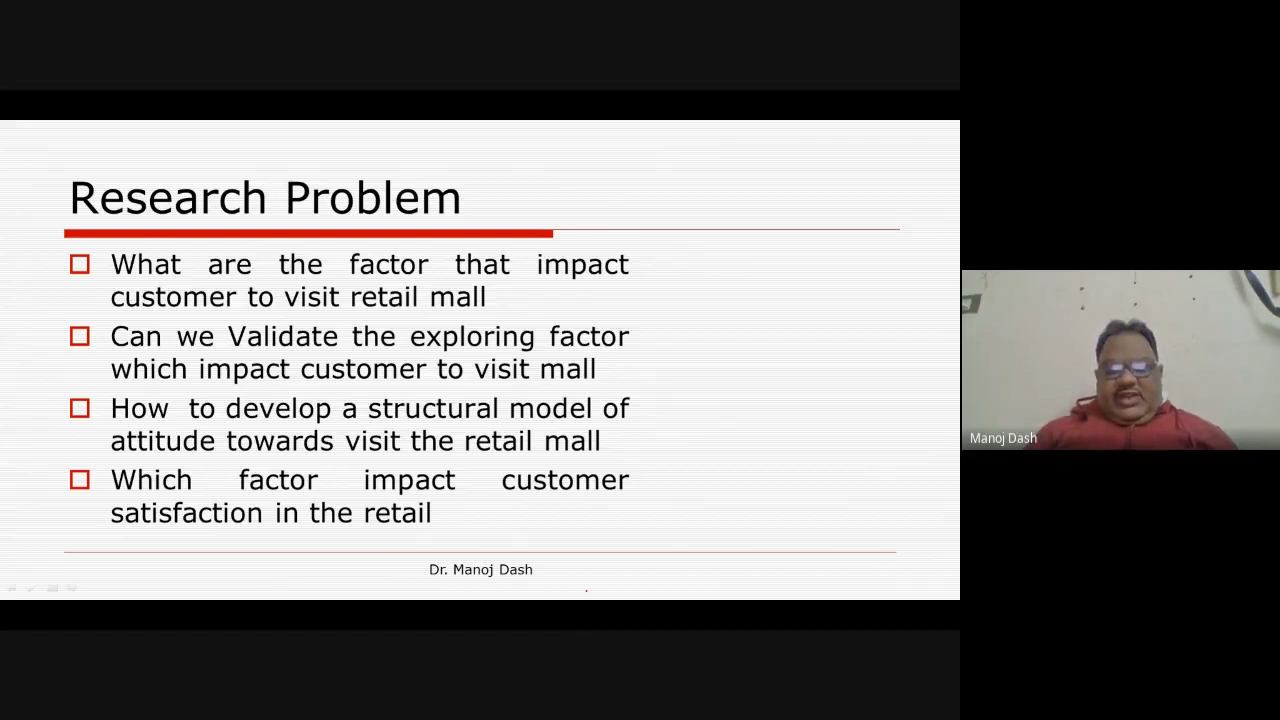 Research Problem
What are the factor that impact
customer to visit retail mall
Can we Validate the exploring factor
which impact customer to visit mall
How to develop a structural model of
attitude towards visit the retail mall
Which factor impact customer
satisfaction in the retail
Dr. Manoj Dash
Manoj Dash